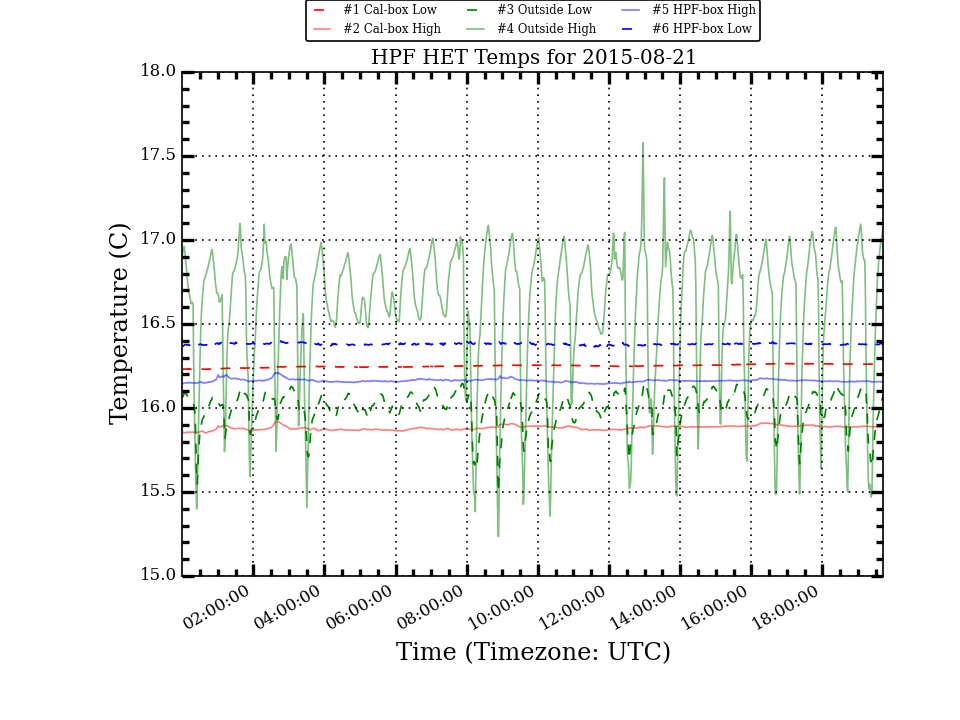 #1 Cal-box Low #3 Outside Low #5 HPF-box High
#2 Cal-box High #4 Outside High #6 HPF-box Low
HPF HET Temps for 2015-08-21
18.0
17.5
17.0
16.5
16.0
15.5
15.0
Temperature (C)
02:00:00 04:00:00 06:00:00 08:00:00 10:00:00 12:00:00 14:00:00 16:00:00 18:00:00
Time (Timezone: UTC)